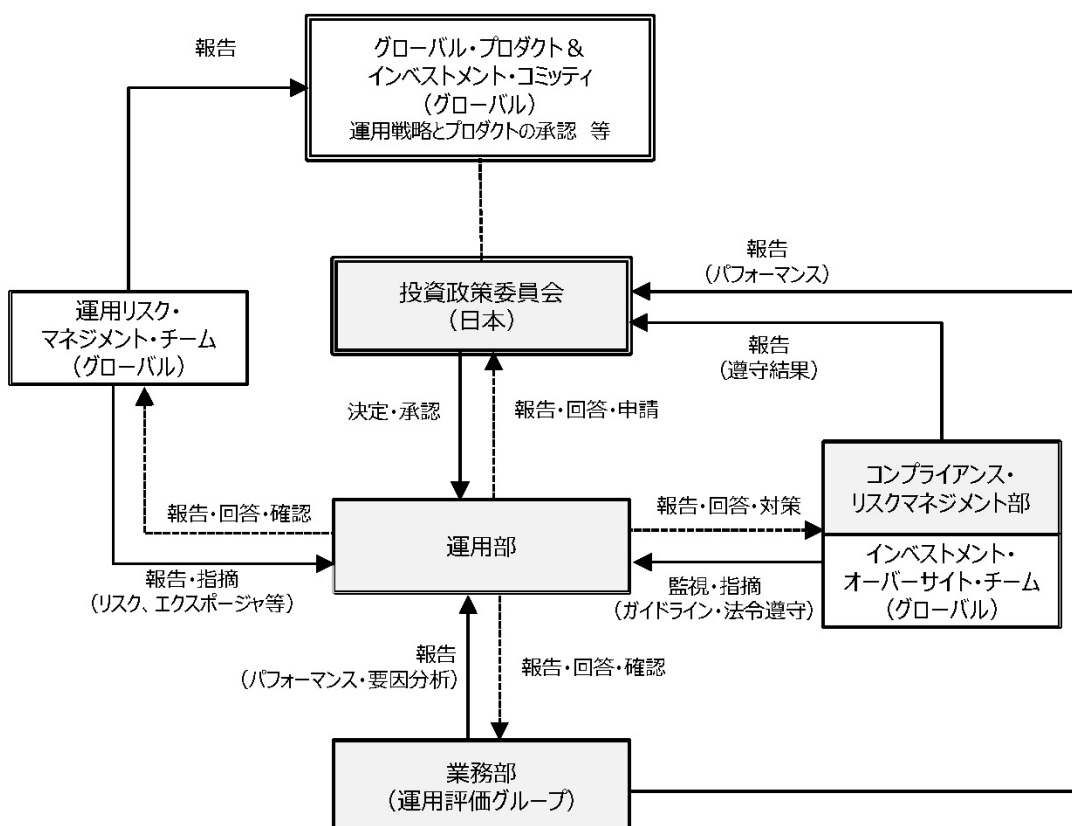 報告
グローバル・プロダクト＆
インベストメント・コミッティ
（グローバル）
運用戦略とプロダクトの承認 等
報告
（パフォーマンス）
投資政策委員会
（日本）
運用リスク・
マネジメント・チーム
（グローバル）
報告
（遵守結果）
決定・承認
報告・回答・申請
コンプライアンス・
リスクマネジメント部
報告・回答・確認
運用部
報告・回答・対策
インベストメント・
オーバーサイト・チーム
（グローバル）
報告・指摘
（リスク、エクスポージャ等）
監視・指摘
（ガイドライン・法令遵守）
報告
（パフォーマンス・要因分析）
報告・回答・確認
業務部
（運用評価グループ）